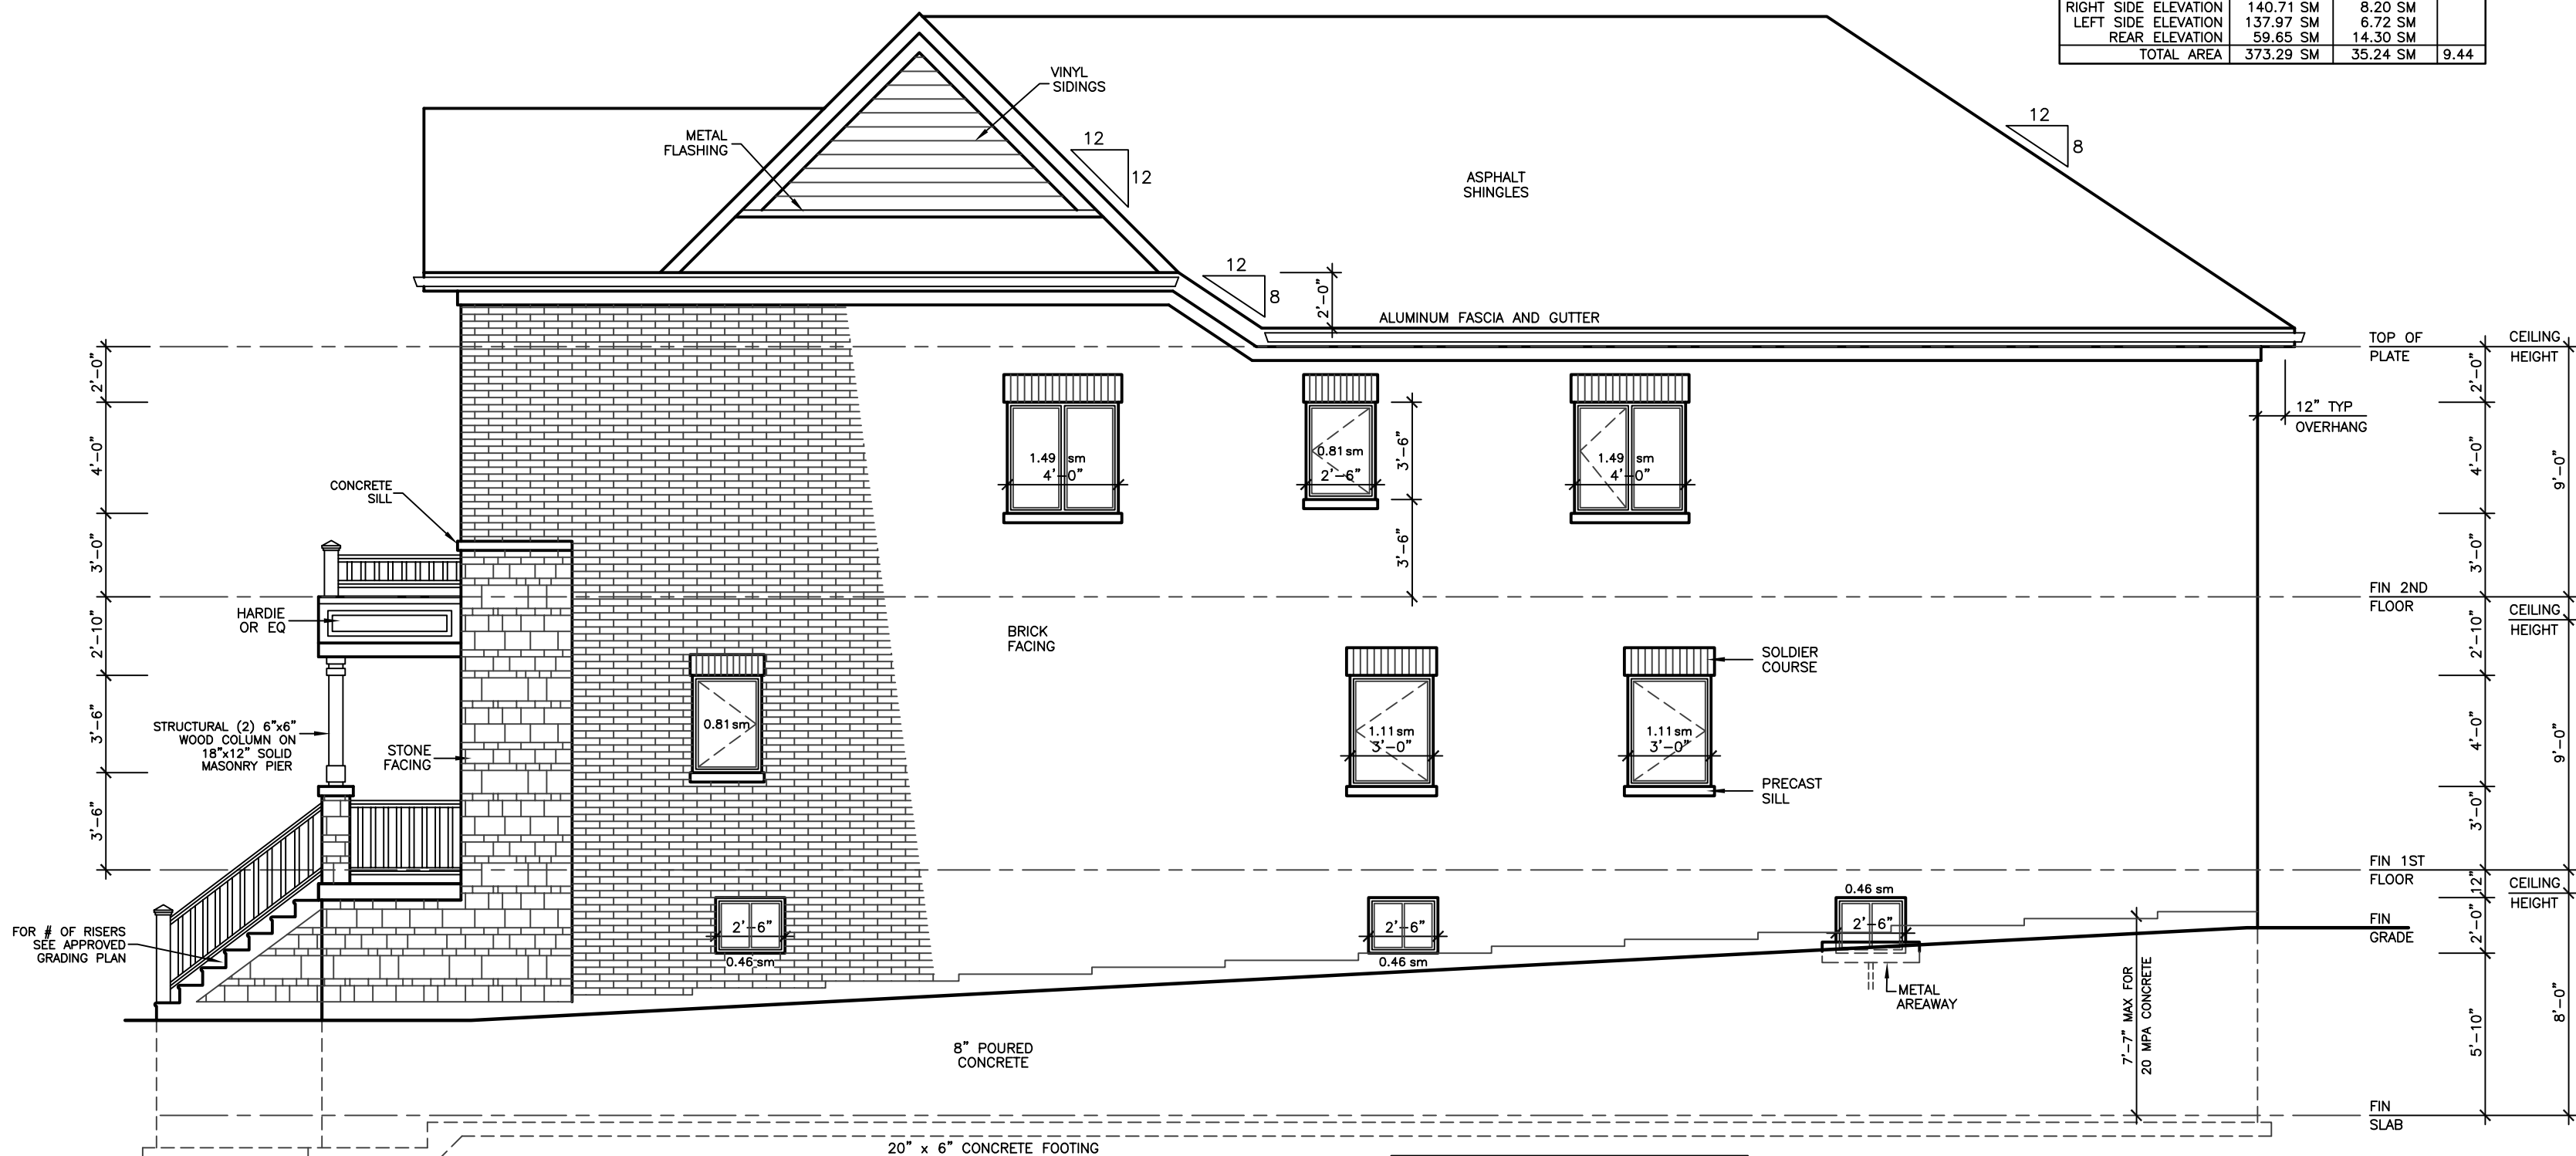 RIGHT SIDE ELEVATION 140.71 SM 8.20 SM
LEFT SIDE ELEVATION 137.97 SM 6.72 SM
REAR ELEVATION 59.65 SM 14.30 SM
TOTAL AREA 373.29 SM 35.24 SM 9.44
VINYL
SIDINGS
METAL
FLASHING
12
12
12
8
ASPHALT
SHINGLES
12
8
2'-0"
ALUMINUM FASCIA AND GUTTER
TOP OF
PLATE
CEILING
HEIGHT
12" TYP
OVERHANG
2'-0"
4'-0"
3'-0"
2'-10"
3'-6"
3'-6"
1.49 sm
4'-0"
0.81 sm
2'-6"
3'-6"
3'-6"
1.49 sm
4'-0"
2'-0"
4'-0"
3'-0"
9'-0"
CONCRETE
SILL
HARDIE
OR EQ
BRICK
FACING
FIN 2ND
FLOOR
CEILING
HEIGHT
2'-10"
4'-0"
3'-0"
9'-0"
STRUCTURAL (2) 6"x6"
WOOD COLUMN ON
18"x12" SOLID
MASONRY PIER
STONE
FACING
0.81 sm
1.11 sm
3'-0"
1.11 sm
3'-0"
SOLDIER
COURSE
PRECAST
SILL
FIN 1ST
FLOOR
CEILING
HEIGHT
12"
2'-0"
5'-10"
8'-0"
FOR # OF RISERS
SEE APPROVED
GRADING PLAN
2'-6"
0.46 sm
2'-6"
0.46 sm
0.46 sm
2'-6"
FIN
GRADE
METAL
AREAWAY
7'-7" MAX FOR
20 MPA CONCRETE
8" POURED
CONCRETE
FIN
SLAB
20" x 6" CONCRETE FOOTING